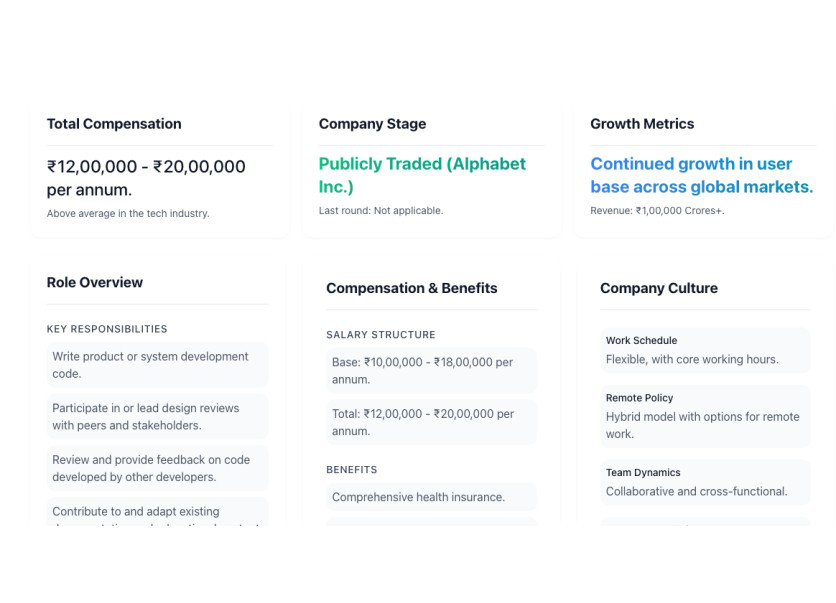 Total Compensation
₹12,00,000 - ₹20,00,000
per annum.
Above average in the tech industry.
Company Stage
Publicly Traded (Alphabet
Inc.)
Last round: Not applicable.
Growth Metrics
Continued growth in user
base across global markets.
Revenue: ₹1,00,000 Crores+.
Role Overview
KEY RESPONSIBILITIES
Write product or system development
code.
Participate in or lead design reviews
with peers and stakeholders.
Review and provide feedback on code
developed by other developers.
Contribute to and adapt existing
Compensation & Benefits
SALARY STRUCTURE
Base: ₹10,00,000 - ₹18,00,000 per
annum.
Total: ₹12,00,000 - ₹20,00,000 per
annum.
BENEFITS
Comprehensive health insurance.
Company Culture
Work Schedule
Flexible, with core working hours.
Remote Policy
Hybrid model with options for remote
work.
Team Dynamics
Collaborative and cross-functional.